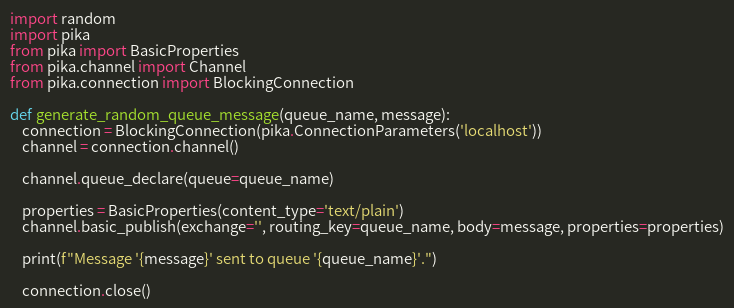 import random
import pika
from pika import BasicProperties
from pika.channel import Channel
from pika.connection import BlockingConnection
def generate_random_queue_message(queue_name, message):
connection = BlockingConnection(pika.ConnectionParameters('localhost'))
channel = connection.channel()
channel.queue_declare(queue=queue_name)
properties = BasicProperties(content_type='text/plain')
channel.basic_publish(exchange='', routing_key=queue_name, body=message, properties=properties)
print(f"Message '{message}' sent to queue '{queue_name}'.")
connection.close()